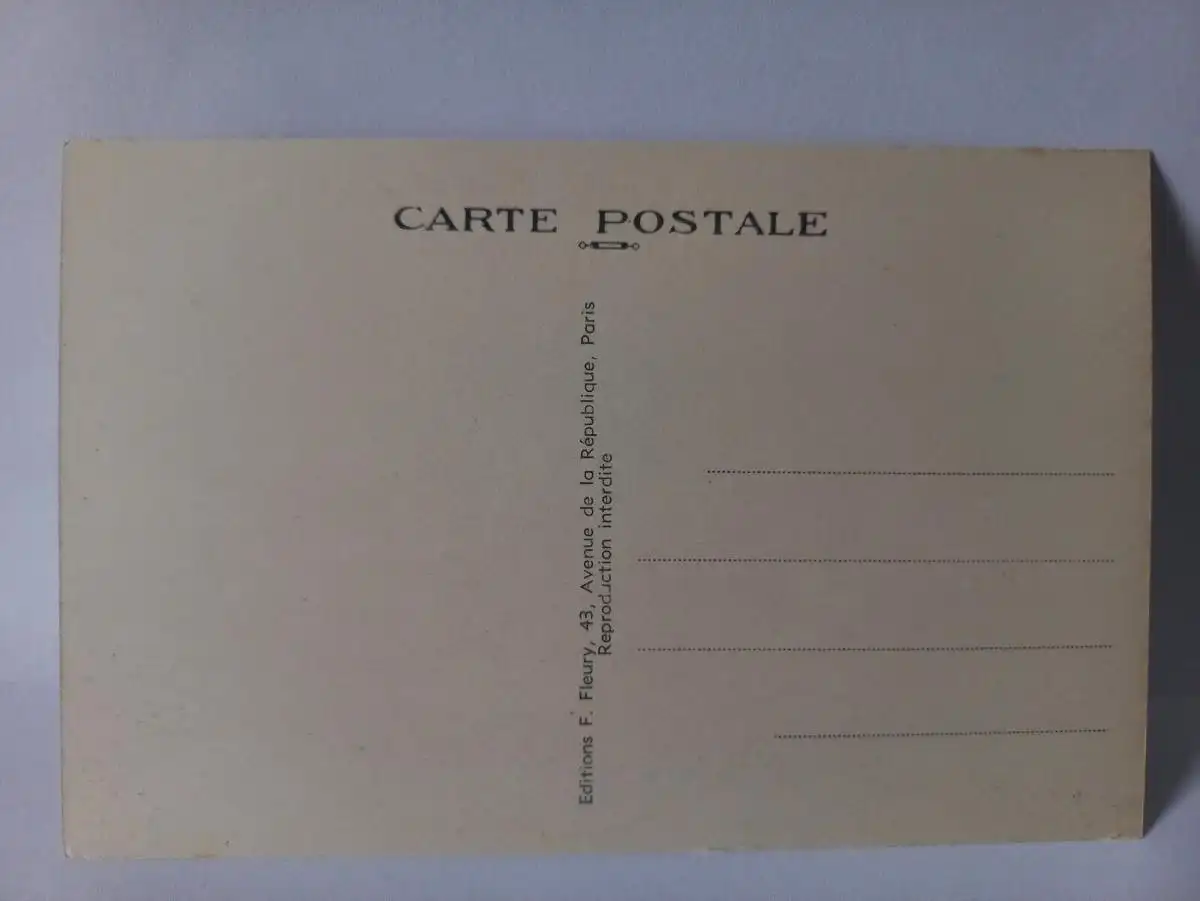 CARTE POSTALE
Editions F. Fleury, 43, Avenue de la République, Paris
Reproduction interdite